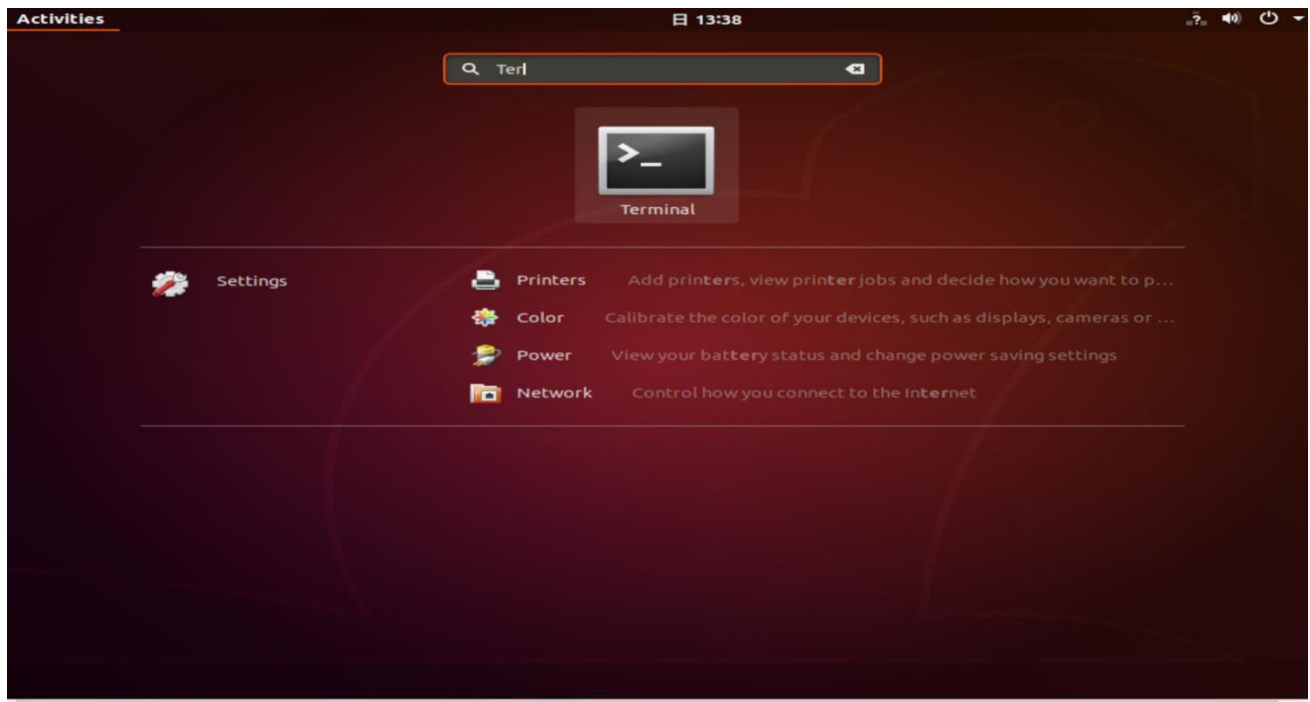 Activities
日 13:38
?
Ter
>_
Terminal
Settings
Printers Add printers, view printer jobs and decide how you want to p...
Color Calibrate the color of your devices, such as displays, cameras or ...
Power View your battery status and change power saving settings
Network Control how you connect to the Internet